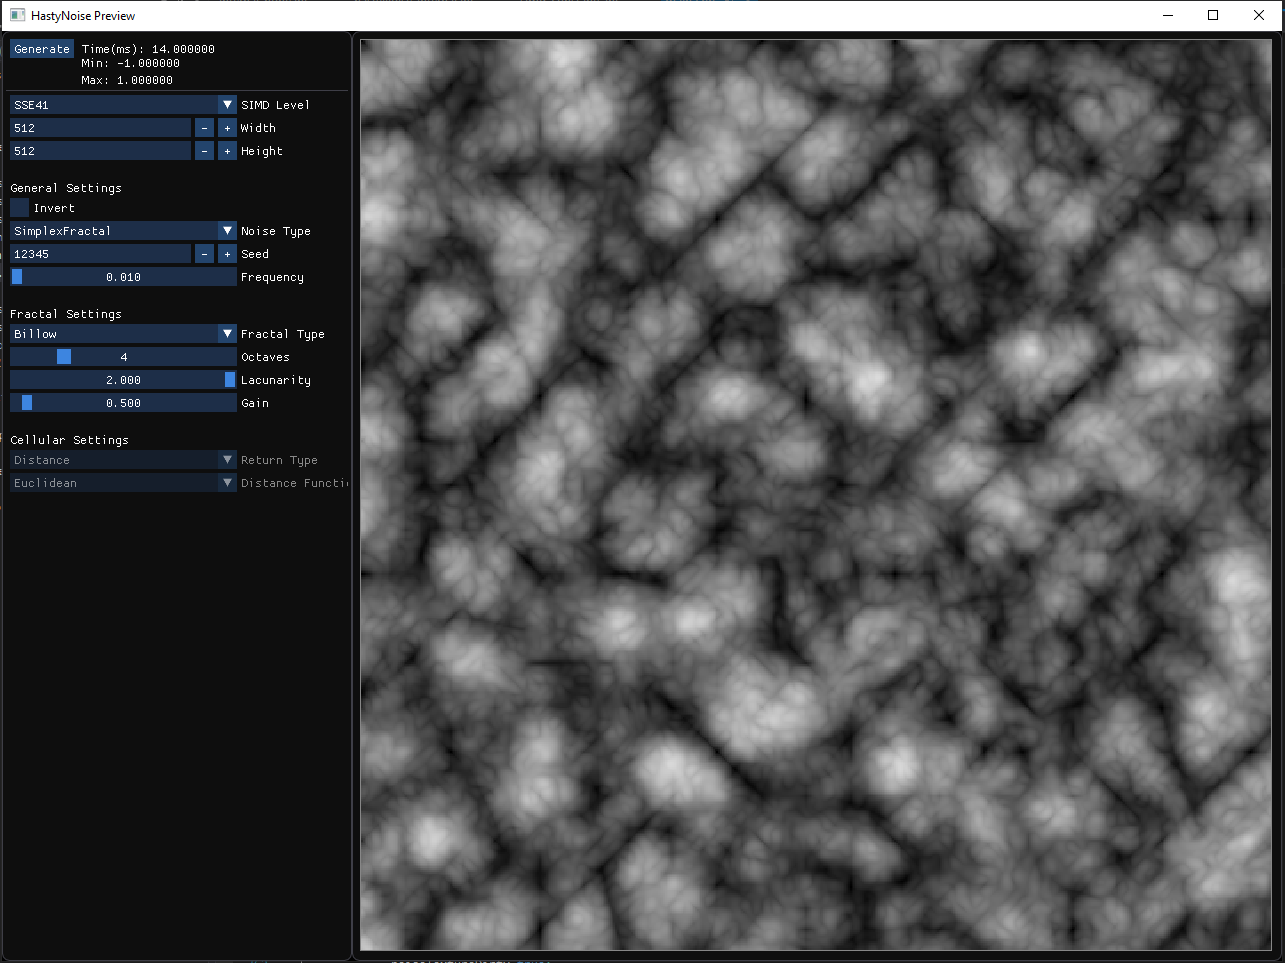 HastyNoise Preview
Generate Time(ms): 14.000000
Min: -1.000000
Max: 1.000000
SSE41 SIMD Level
512 - + Width
512 - + Height
General Settings
Invert
SimplexFractal Noise Type
12345 - + Seed
0.010 Frequency
Fractal Settings
Billow Fractal Type
4 Octaves
2.000 Lacunarity
0.500 Gain
Cellular Settings
Distance Return Type
Euclidean Distance Functi